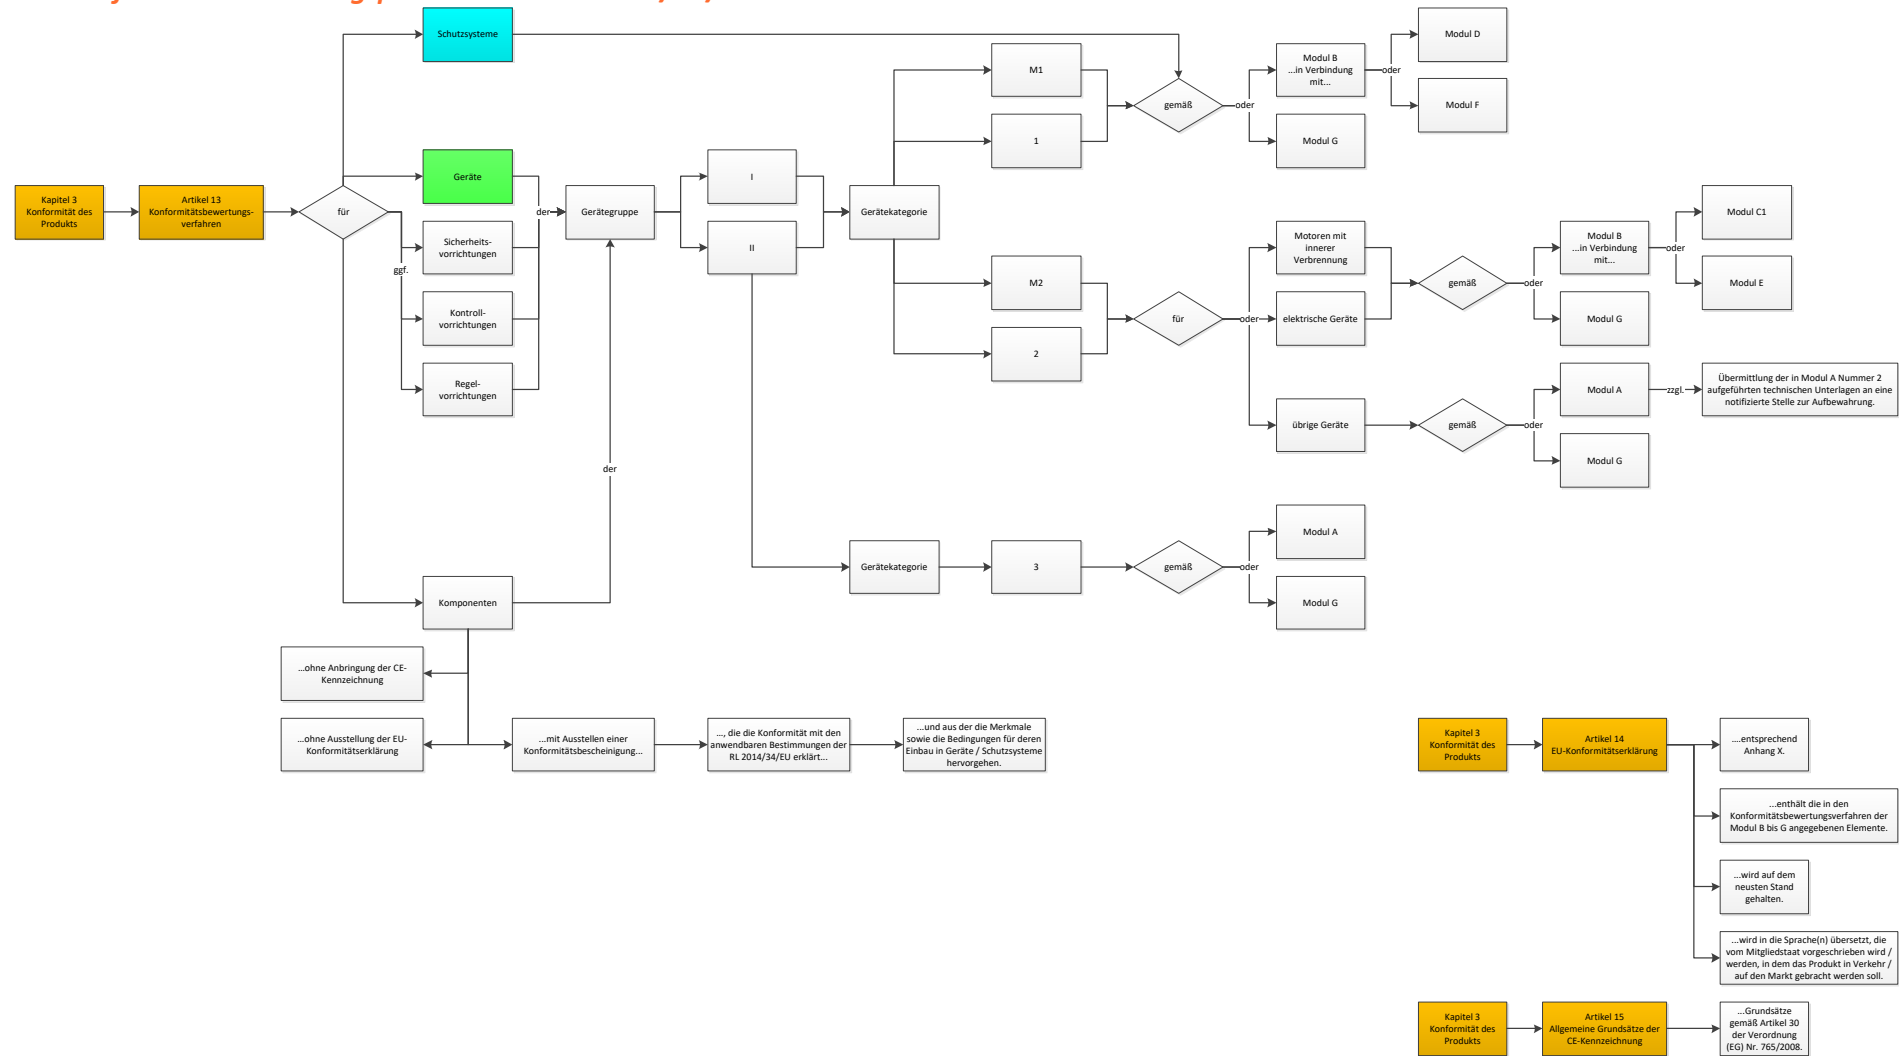 Schutzsysteme
Modul D
M1
Modul B
...in Verbindung
mit...
oder
gemäß
oder
Modul F
1
Modul G
Geräte
I
Kapitel 3
Konformität des
Produkts
Artikel 13
Konformitätsbewertungs-
verfahren
für
der
Gerätegruppe
Gerätekategorie
Modul C1
Sicherheits-
vorrichtungen
II
Motoren mit
innerer
Verbrennung
Modul B
...in Verbindung
mit...
oder
ggf.
M2
gemäß
oder
Modul E
Kontroll-
vorrichtungen
für
oder
elektrische Geräte
Modul G
2
Regel-
vorrichtungen
Modul A
zzgl.
Übermittlung der in Modul A Nummer 2
aufgeführten technischen Unterlagen an eine
notifizierte Stelle zur Aufbewahrung.
übrige Geräte
gemäß
oder
Modul G
der
Modul A
Gerätekategorie
3
gemäß
oder
Komponenten
Modul G
...ohne Anbringung der CE-
Kennzeichnung
...ohne Ausstellung der EU-
Konformitätserklärung
...mit Ausstellen einer
Konformitätsbescheinigung...
..., die die Konformität mit den
anwendbaren Bestimmungen der
RL 2014/34/EU erklärt...
...und aus der die Merkmale
sowie die Bedingungen für deren
Einbau in Geräte / Schutzsysteme
hervorgehen.
Kapitel 3
Konformität des
Produkts
Artikel 14
EU-Konformitätserklärung
....entsprechend
Anhang X.
...enthält die in den
Konformitätsbewertungsverfahren der
Modul B bis G angegebenen Elemente.
...wird auf dem
neusten Stand
gehalten.
...wird in die Sprache(n) übersetzt, die
vom Mitgliedstaat vorgeschrieben wird /
werden, in dem das Produkt in Verkehr /
auf den Markt gebracht werden soll.
Kapitel 3
Konformität des
Produkts
Artikel 15
Allgemeine Grundsätze der
CE-Kennzeichnung
...Grundsätze
gemäß Artikel 30
der Verordnung
(EG) Nr. 765/2008.